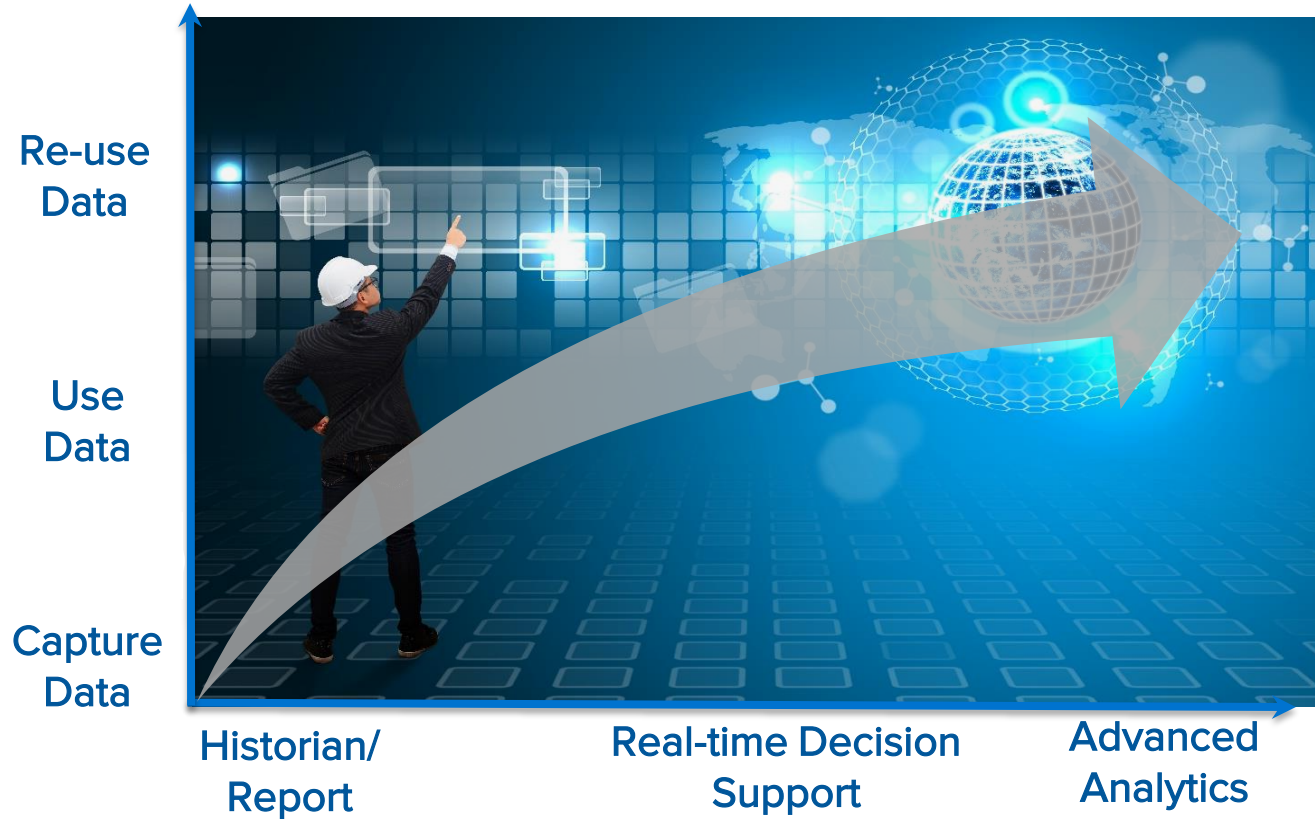 Re-use
Data
Use
Data
Capture
Data
Historian/
Report
Real-time Decision
Support
Advanced
Analytics